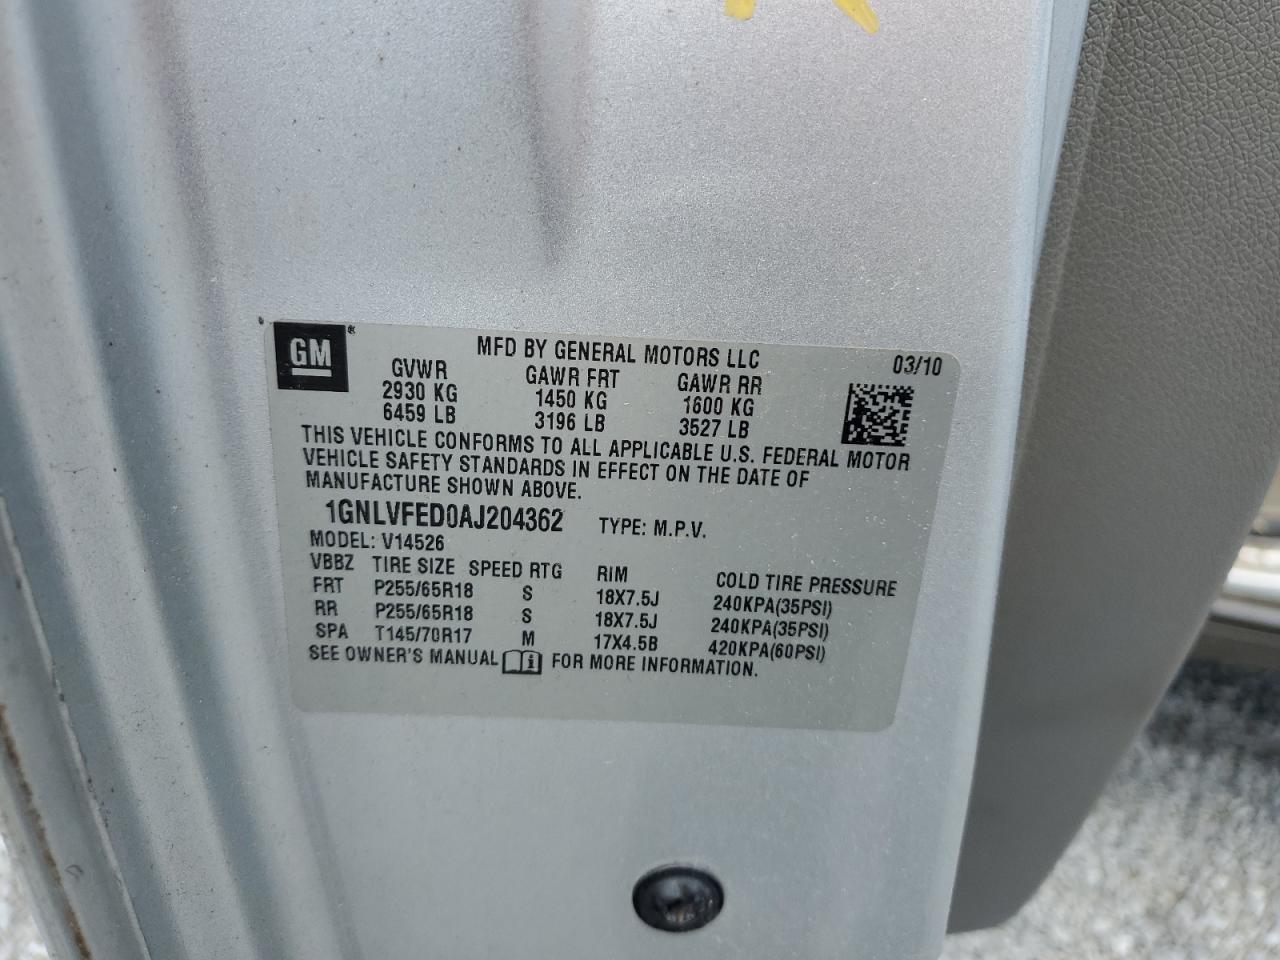 GM ®
MFD BY GENERAL MOTORS LLC 03/10
GVWR GAWR FRT GAWR RR
2930 KG 1450 KG 1600 KG
6459 LB 3196 LB 3527 LB
THIS VEHICLE CONFORMS TO ALL APPLICABLE U.S. FEDERAL MOTOR
VEHICLE SAFETY STANDARDS IN EFFECT ON THE DATE OF
MANUFACTURE SHOWN ABOVE.
1GNLVFED0AJ204362 TYPE: M.P.V.
MODEL: V14526
VBBZ TIRE SIZE SPEED RTG RIM COLD TIRE PRESSURE
FRT P255/65R18 S 18X7.5J 240KPA(35PSI)
RR P255/65R18 S 18X7.5J 240KPA(35PSI)
SPA T145/70R17 M 17X4.5B 420KPA(60PSI)
SEE OWNER'S MANUAL i FOR MORE INFORMATION.